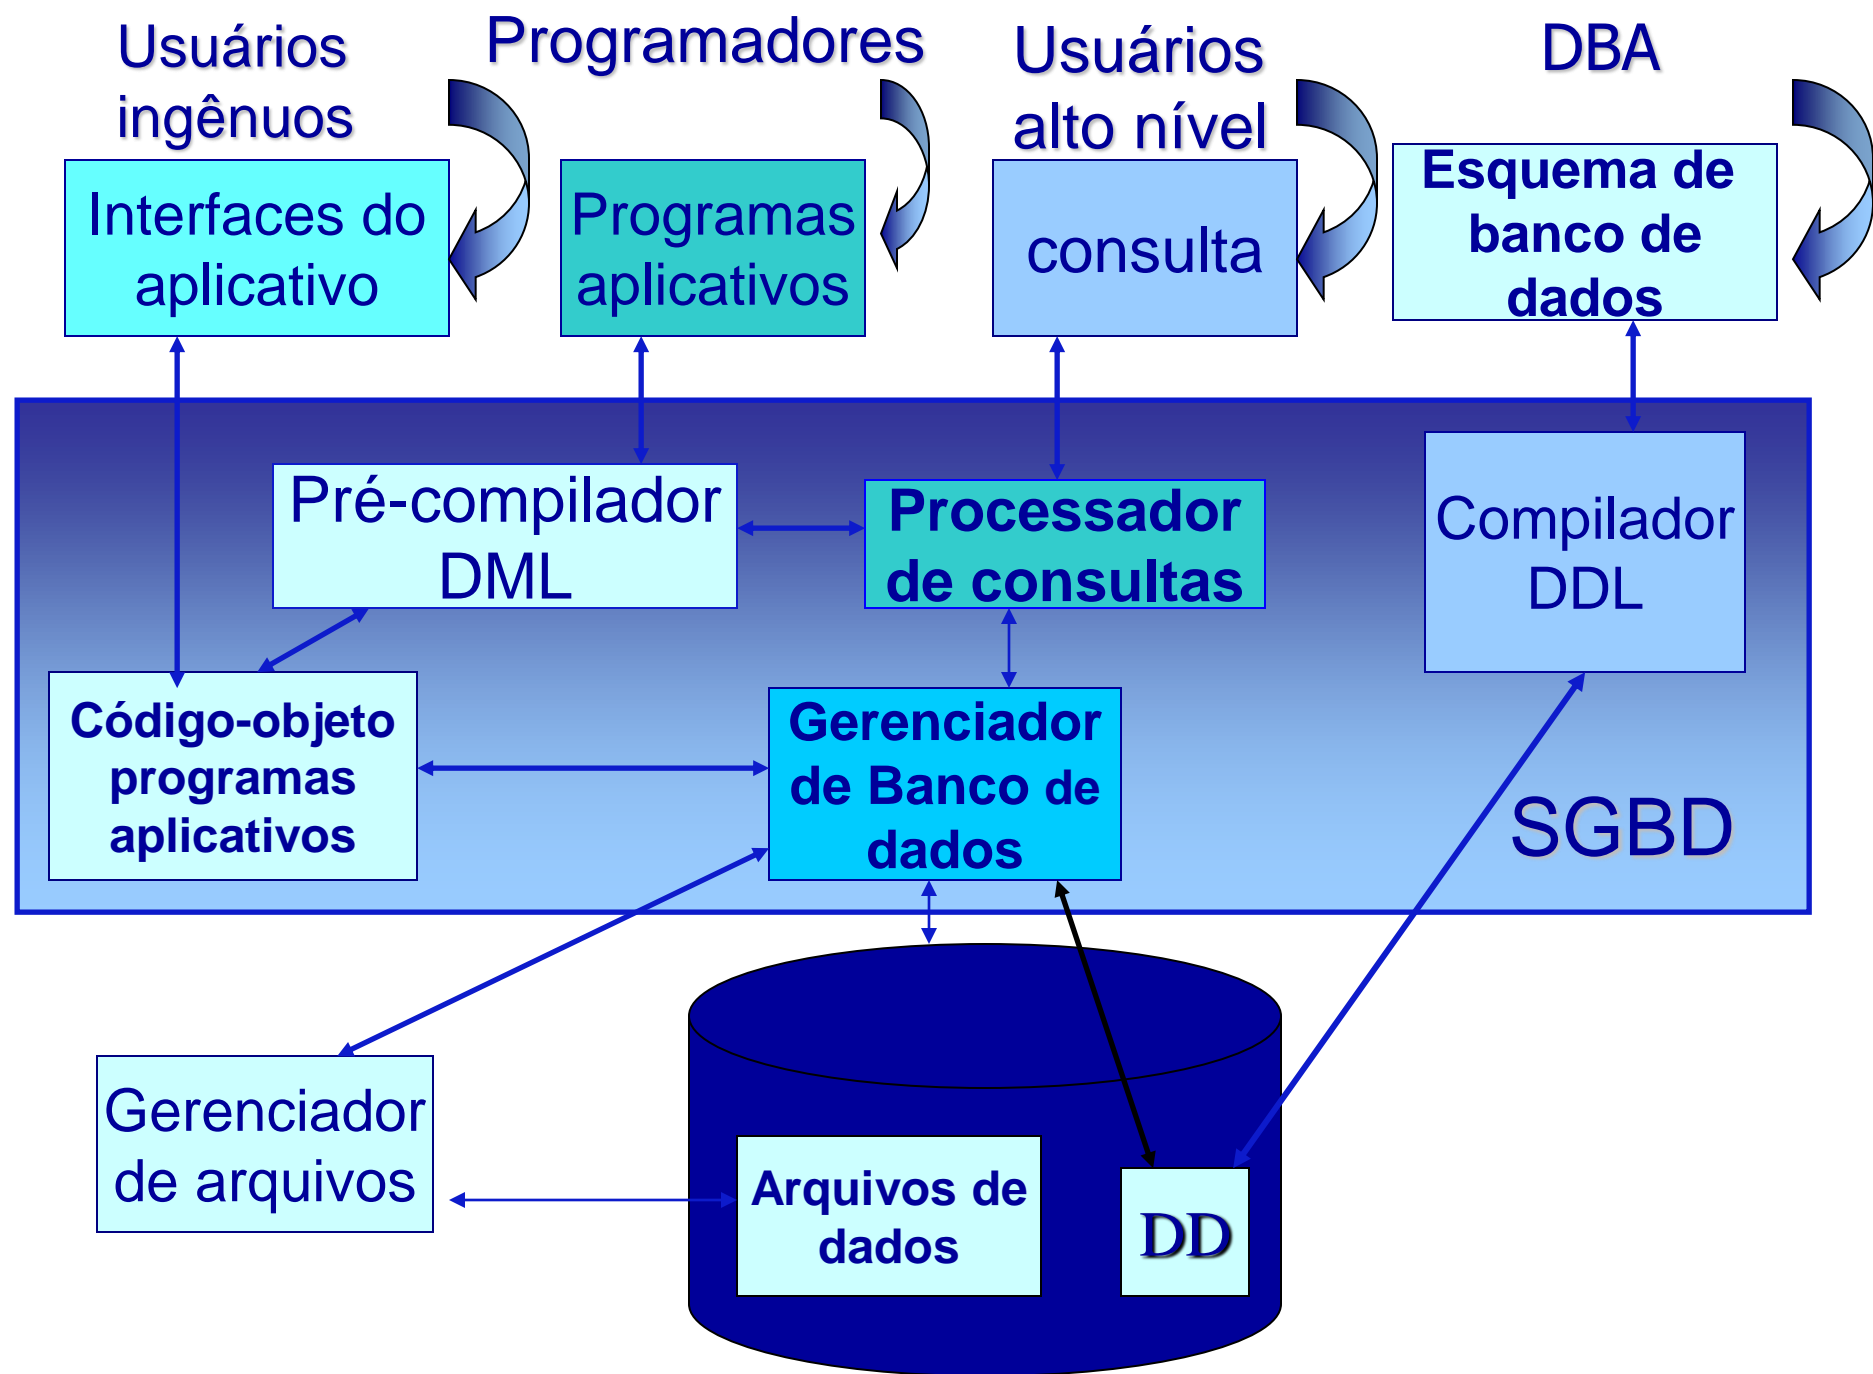 Usuários
ingênuos
Programadores
Usuários
alto nível
DBA
Interfaces do
aplicativo
Programas
aplicativos
consulta
Esquema de
banco de
dados
Pré-compilador
DML
Processador
de consultas
Compilador
DDL
Código-objeto
programas
aplicativos
Gerenciador
de Banco de
dados
SGBD
Gerenciador
de arquivos
Arquivos de
dados
DD